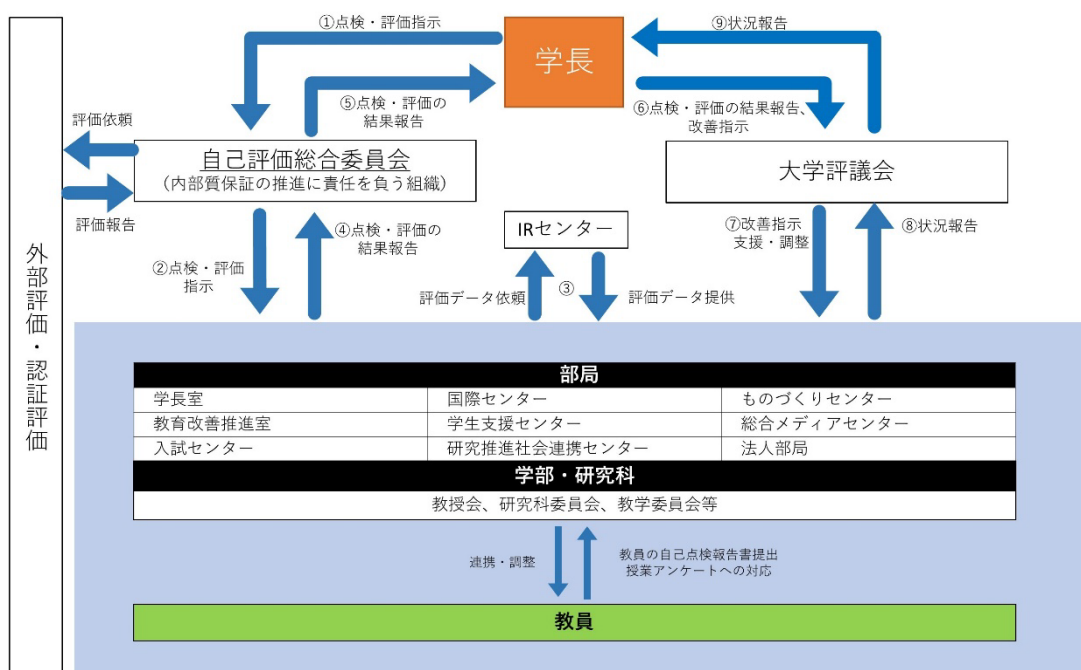 ①点検・評価指示
学長
⑨状況報告
⑤点検・評価の
結果報告
⑥点検・評価の結果報告、
改善指示
評価依頼
自己評価総合委員会
(内部質保証の推進に責任を負う組織)
大学評議会
評価報告
②点検・評価
指示
④点検・評価の
結果報告
IRセンター
評価データ依頼
③
評価データ提供
⑦改善指示
支援・調整
⑧状況報告
外部評価・認証評価
部局
学長室
国際センター
ものづくりセンター
教育改善推進室
学生支援センター
総合メディアセンター
入試センター
研究推進社会連携センター
法人部局
学部・研究科
教授会、研究科委員会、教学委員会等
連携・調整
教員の自己点検報告書提出
授業アンケートへの対応
教員